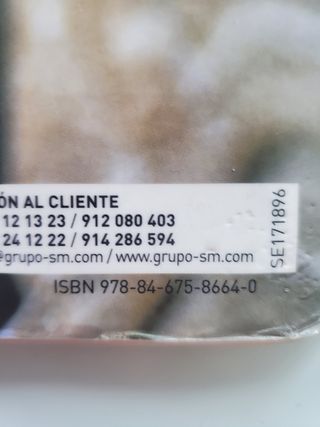 ÓN AL CLIENTE
12 13 23 / 912 080 403
24 12 22 / 914 286 594
@grupo-sm.com / www.grupo-sm.com
SE171896
ISBN 978-84-675-8664-0